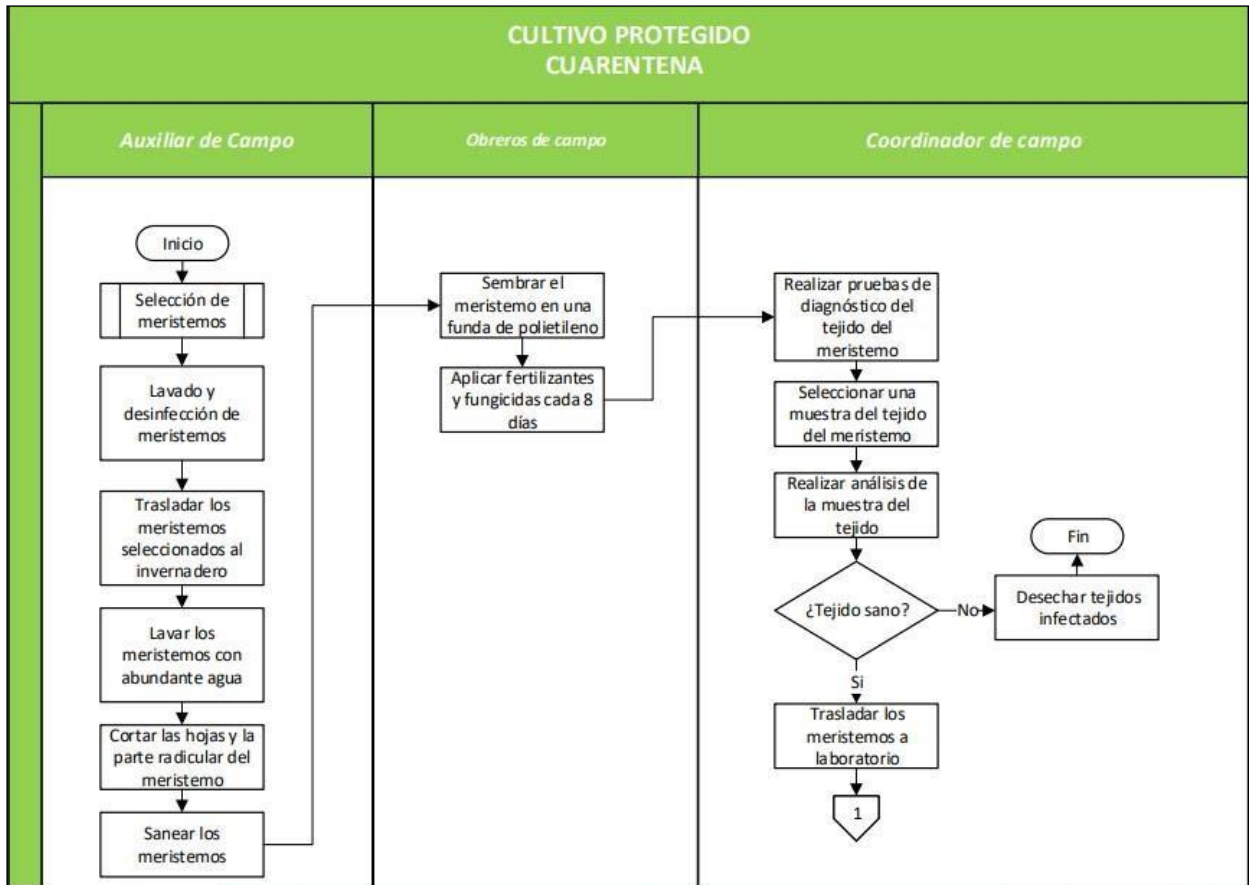 CULTIVO PROTEGIDO
CUARENTENA
Auxiliar de Campo
Obreros de campo
Coordinador de campo
Inicio
Selección de
meristemos
Lavado y
desinfección de
meristemos
Trasladar los
meristemos
seleccionados al
invernadero
Lavar los
meristemos con
abundante agua
Cortar las hojas y la
parte radicular del
meristemo
Sanear los
meristemos
Sembrar el
meristemo en una
funda de polietileno
Aplicar fertilizantes
y fungicidas cada 8
días
Realizar pruebas de
diagnóstico del
tejido del
meristemo
Seleccionar una
muestra del tejido
del meristemo
Realizar análisis de
la muestra del
tejido
¿Tejido sano?
No
Desechar tejidos
infectados
Fin
Si
Trasladar los
meristemos a
laboratorio
1